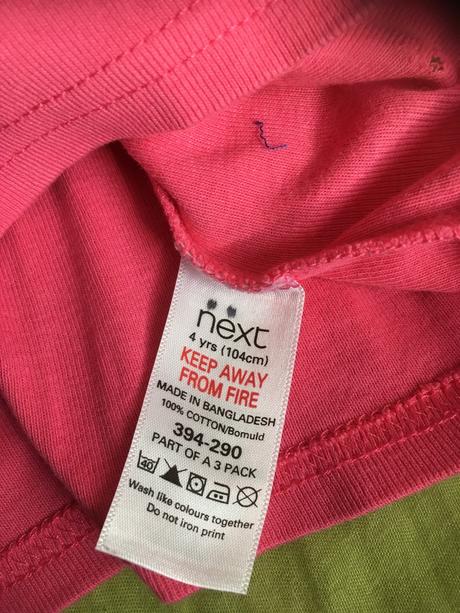 next
4 yrs (104cm)
KEEP AWAY
FROM FIRE
MADE IN BANGLADESH
100% COTTON/Bomuld
394-290
PART OF A 3 PACK
40
Wash like colours together
Do not iron print